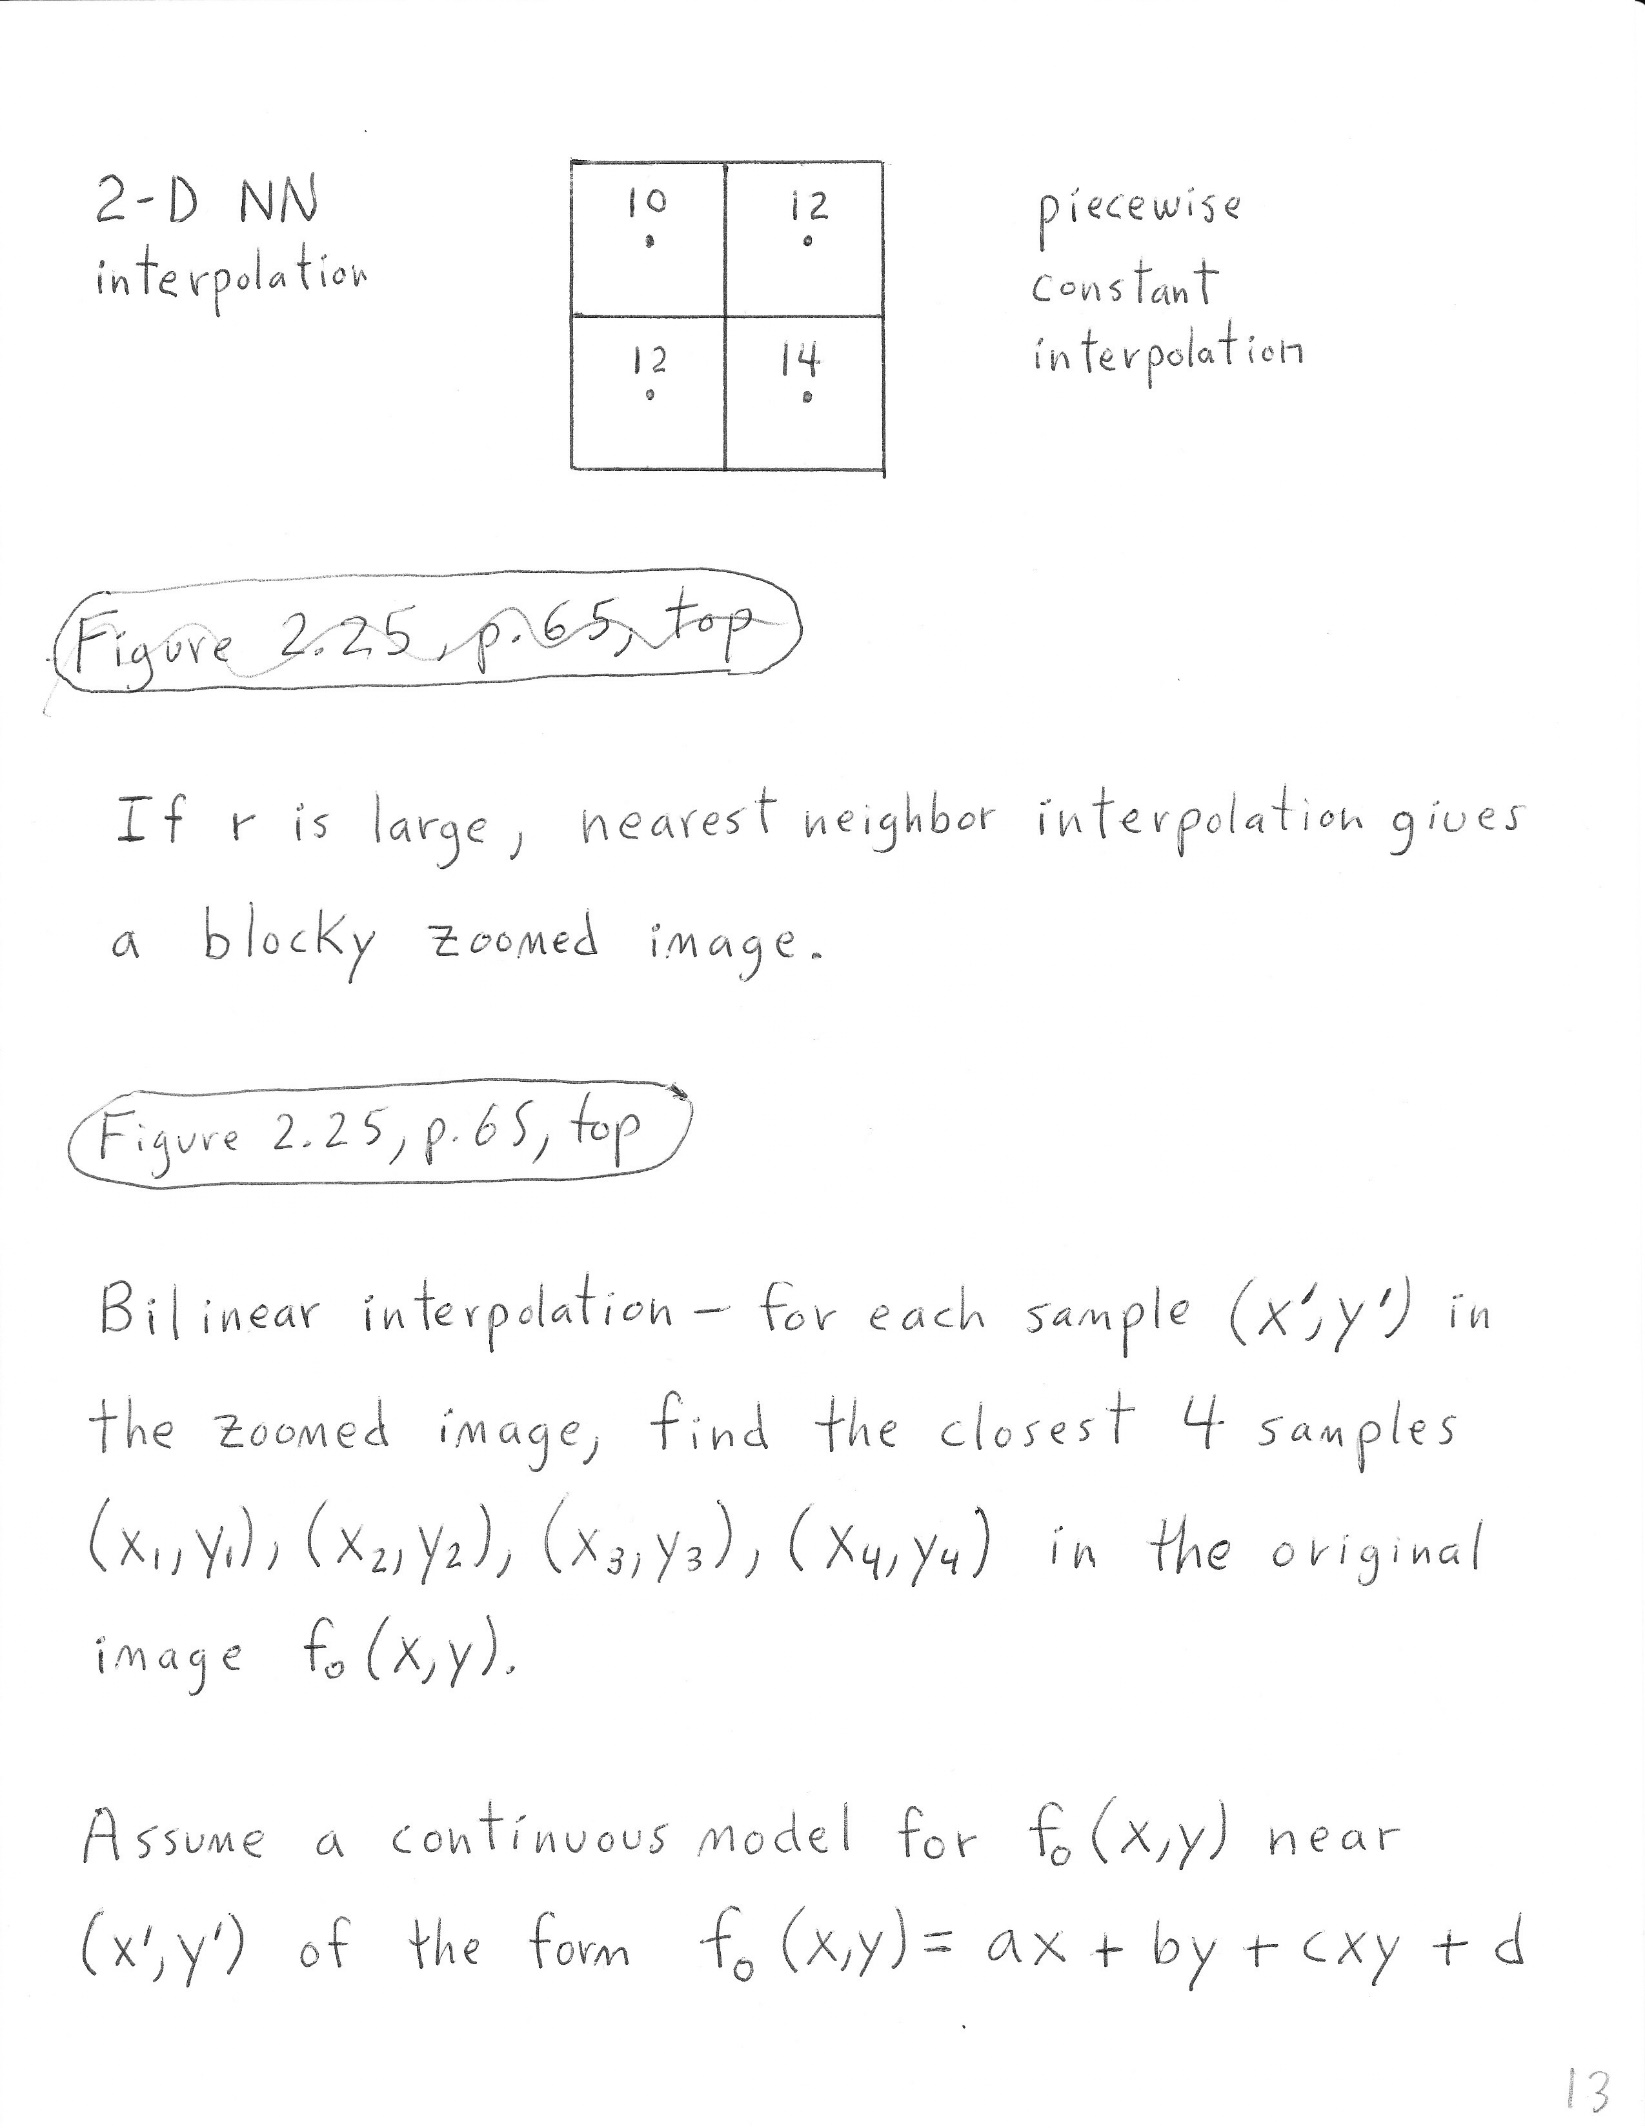 2-D NN
interpolation
10 12
12 14
piecewise
constant
interpolation
Figure 2.25, p.65, top
If r is large, nearest neighbor interpolation gives
a blocky zoomed image.
Figure 2.25, p.65, top
Bilinear interpolation – for each sample (x',y') in
the zoomed image, find the closest 4 samples
(x₁,y₁), (x₂,y₂), (x₃,y₃), (x₄,y₄) in the original
image f₀(x,y).
Assume a continuous model for f₀(x,y) near
(x',y') of the form f₀(x,y) = ax + by + cxy + d
13